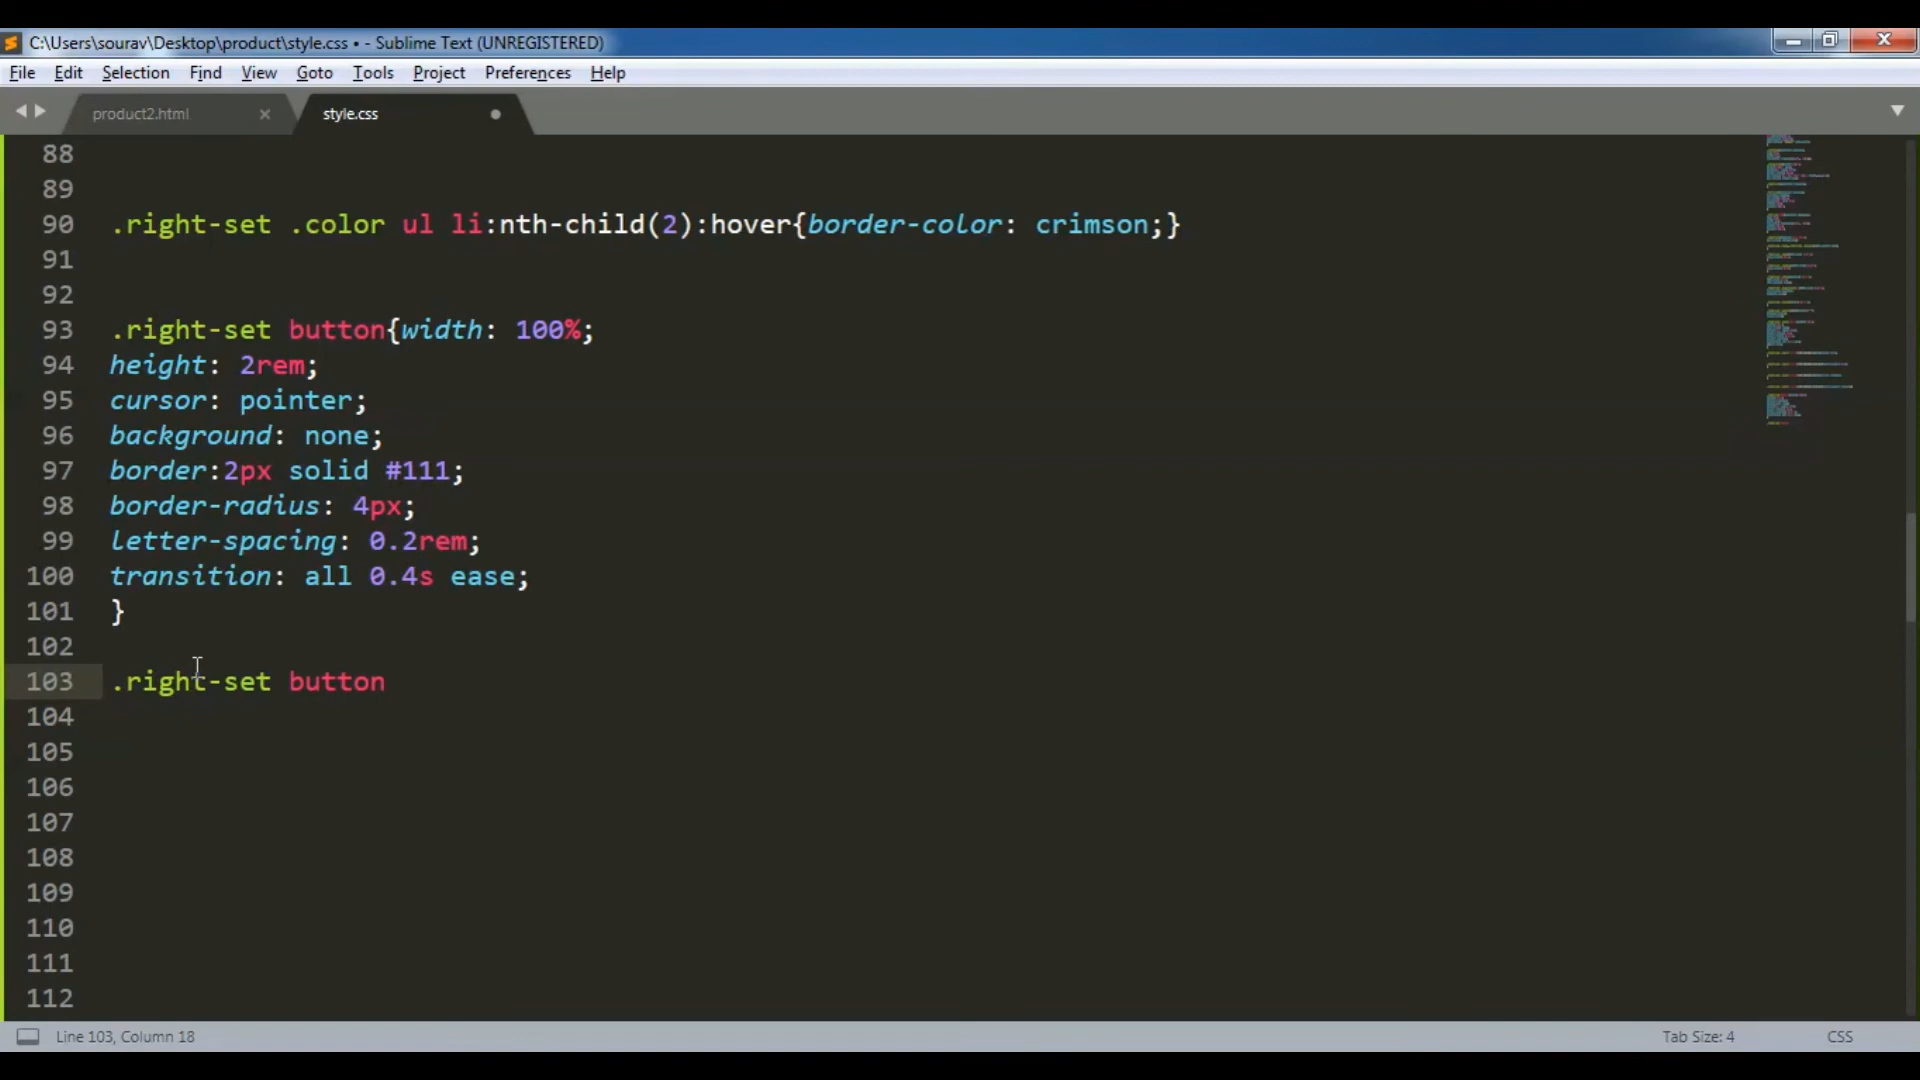 C:\Users\sourav\Desktop\product\style.css • - Sublime Text (UNREGISTERED)
File Edit Selection Find View Goto Tools Project Preferences Help
product2.html × style.css
88
89
90 .right-set .color ul li:nth-child(2):hover{border-color: crimson;}
91
92
93 .right-set button{width: 100%;
94 height: 2rem;
95 cursor: pointer;
96 background: none;
97 border:2px solid #111;
98 border-radius: 4px;
99 letter-spacing: 0.2rem;
100 transition: all 0.4s ease;
101 }
102
103 .right-set button
104
105
106
107
108
109
110
111
112
Line 103, Column 18 Tab Size: 4 CSS